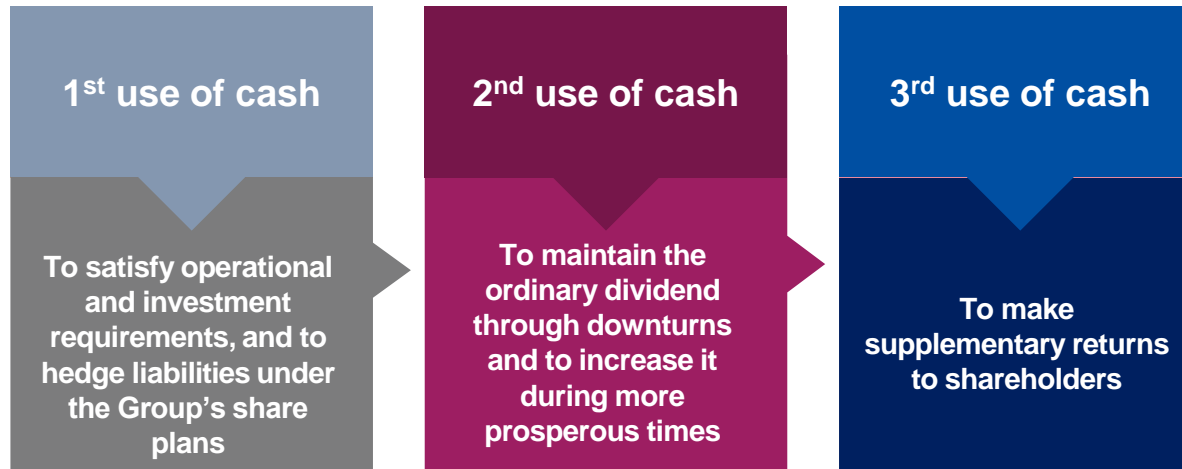 1st use of cash
To satisfy operational
and investment
requirements, and to
hedge liabilities under
the Group's share
plans
2nd use of cash
To maintain the
ordinary dividend
through downturns
and to increase it
during more
prosperous times
3rd use of cash
To make
supplementary returns
to shareholders